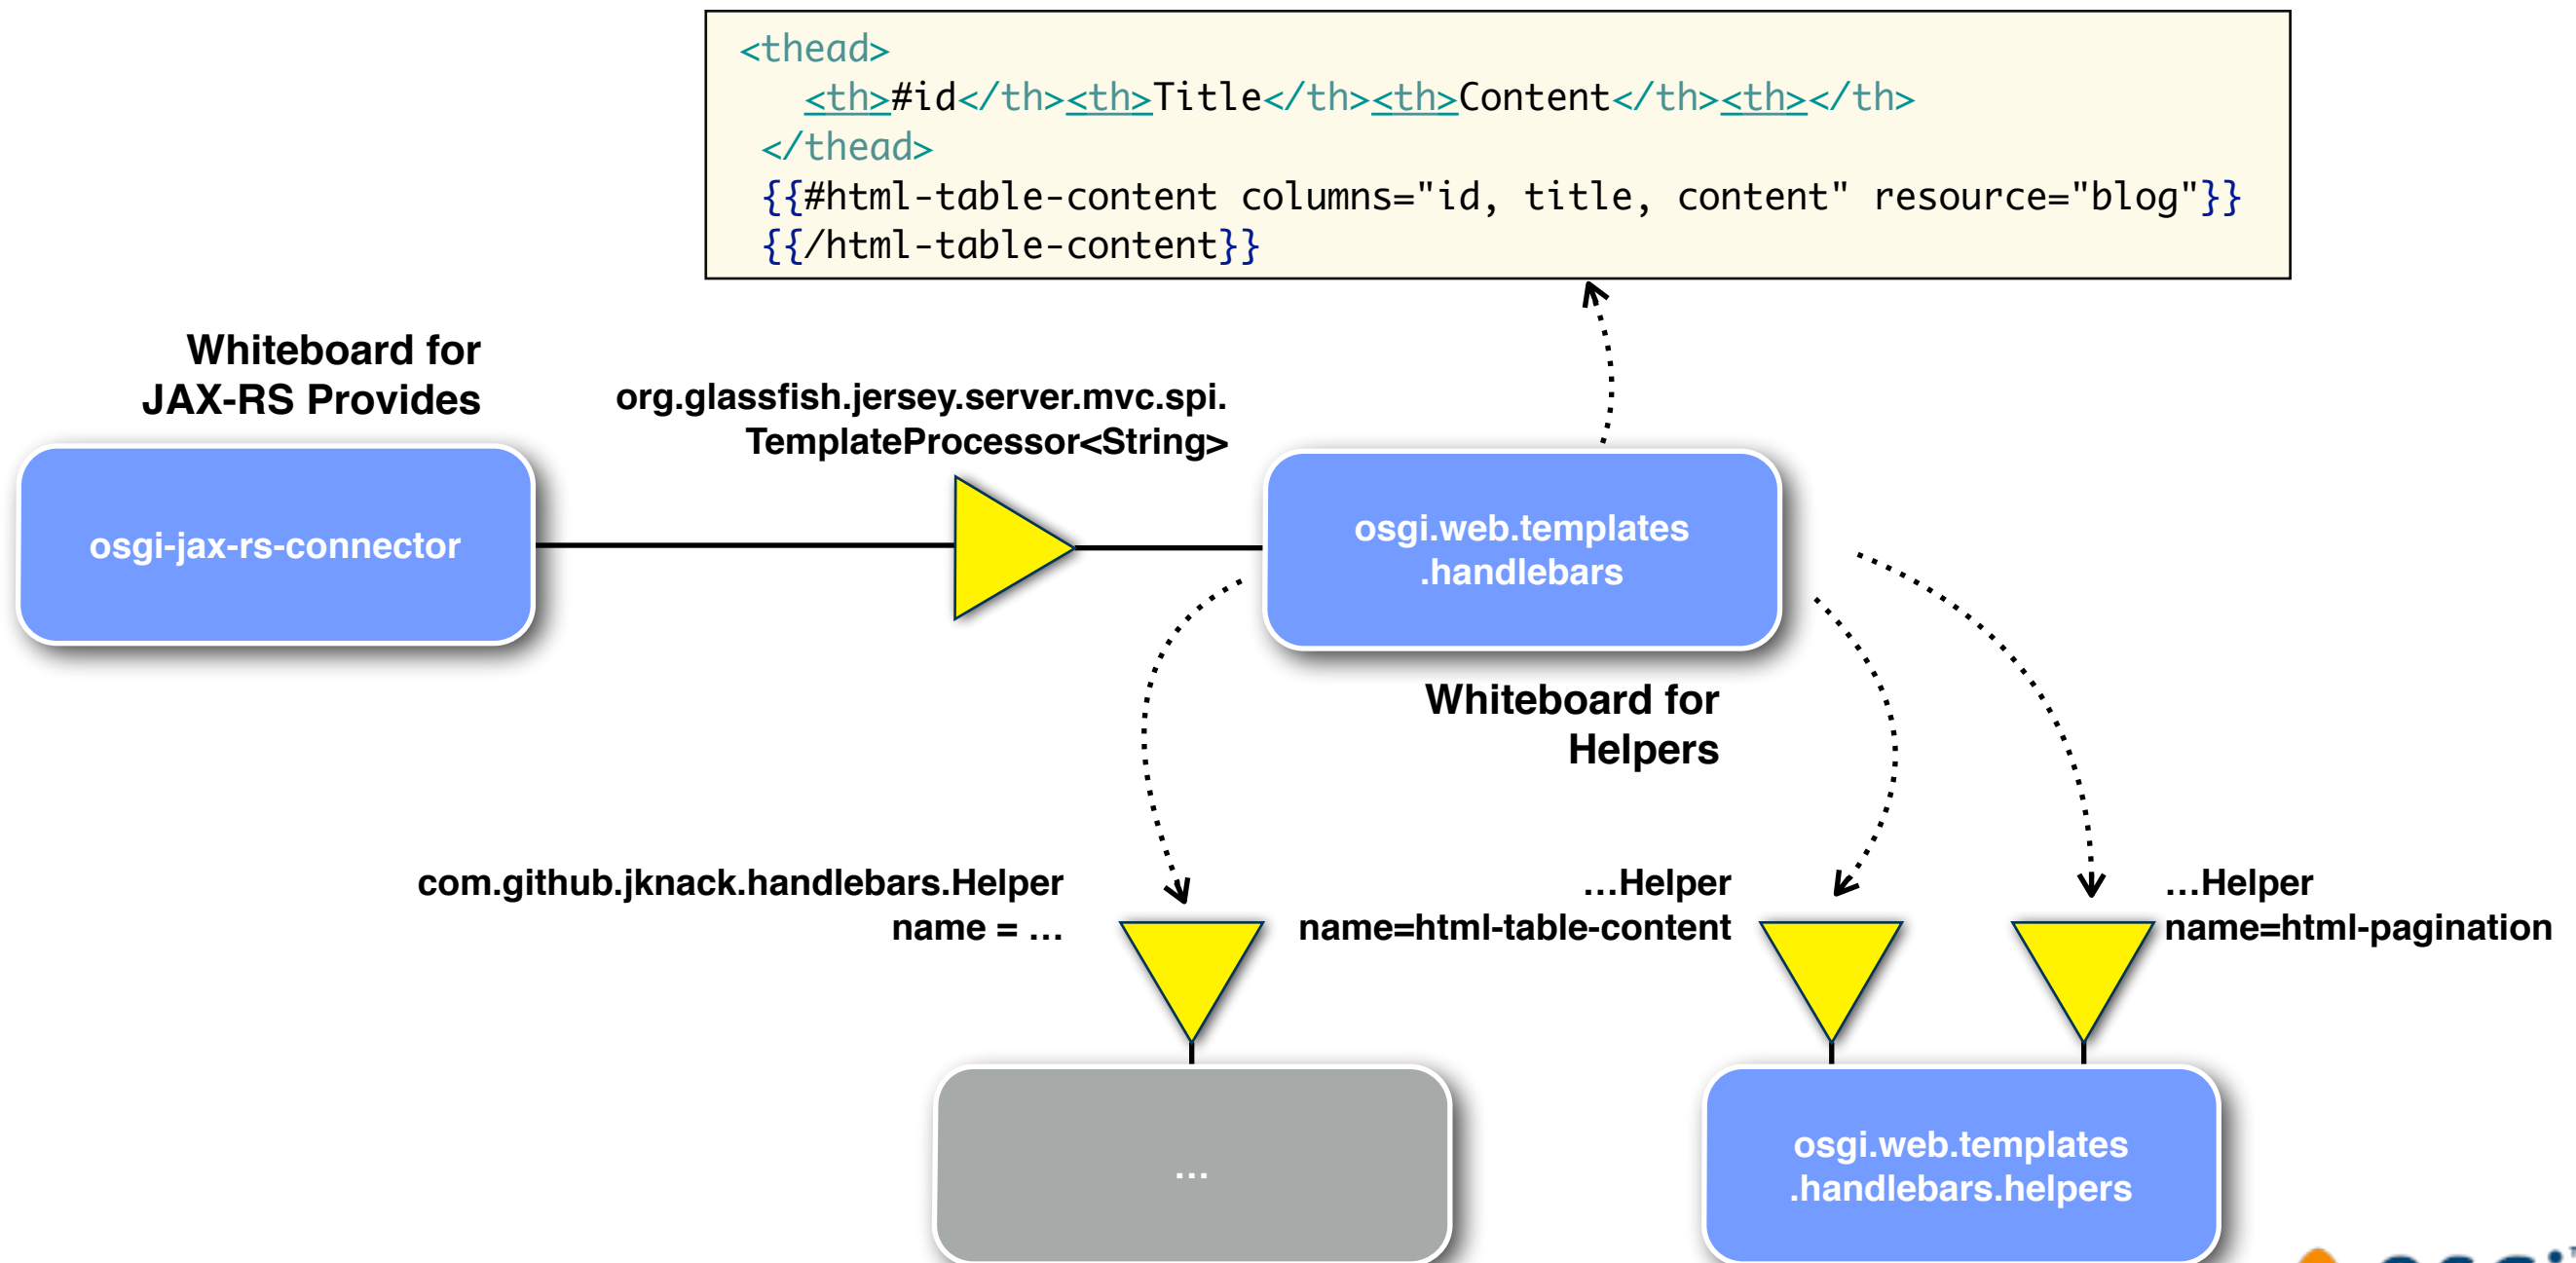 <thead>
<th>#id</th><th>Title</th><th>Content</th><th></th>
</thead>
{{#html-table-content columns="id, title, content" resource="blog"}}
{{/html-table-content}}
Whiteboard for
JAX-RS Provides
org.glassfish.jersey.server.mvc.spi.
TemplateProcessor<String>
osgi-jax-rs-connector
osgi.web.templates
.handlebars
Whiteboard for
Helpers
com.github.jknack.handlebars.Helper
name = …
…Helper
name=html-table-content
…Helper
name=html-pagination
…
osgi.web.templates
.handlebars.helpers